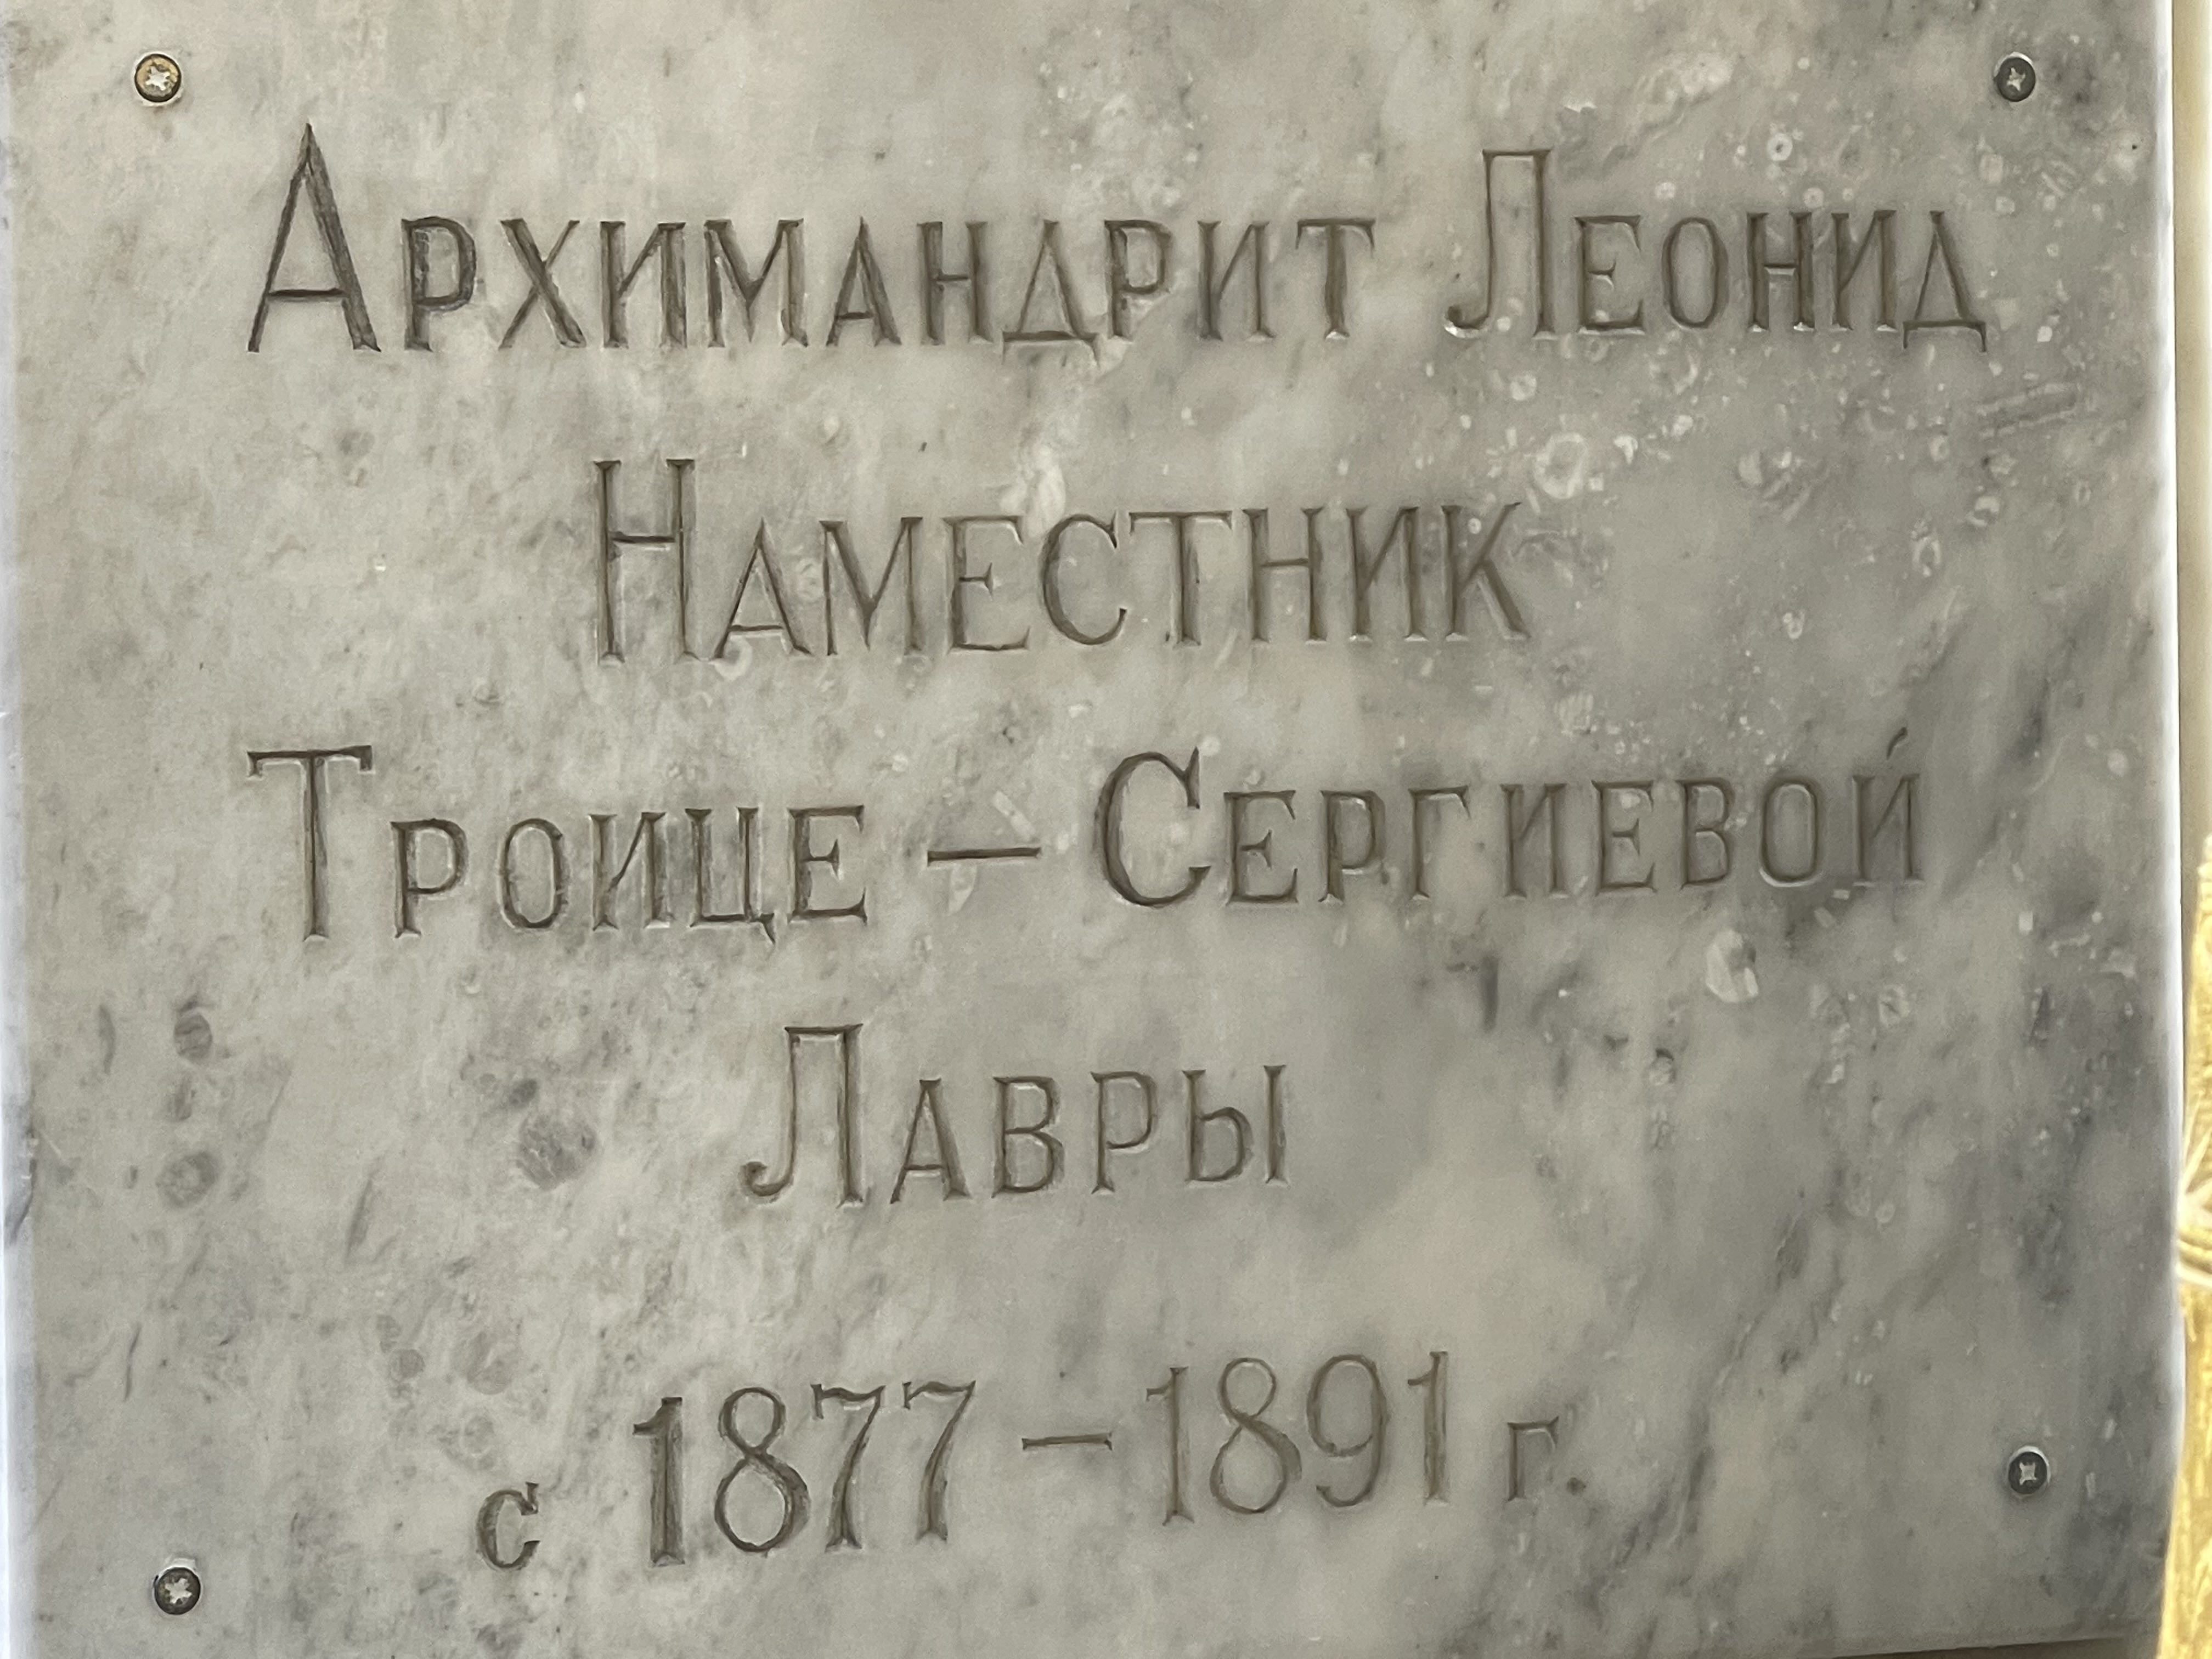 Архимандрит Леонид
Наместник
Троице – Сергиевой
Лавры
с 1877 – 1891 г.